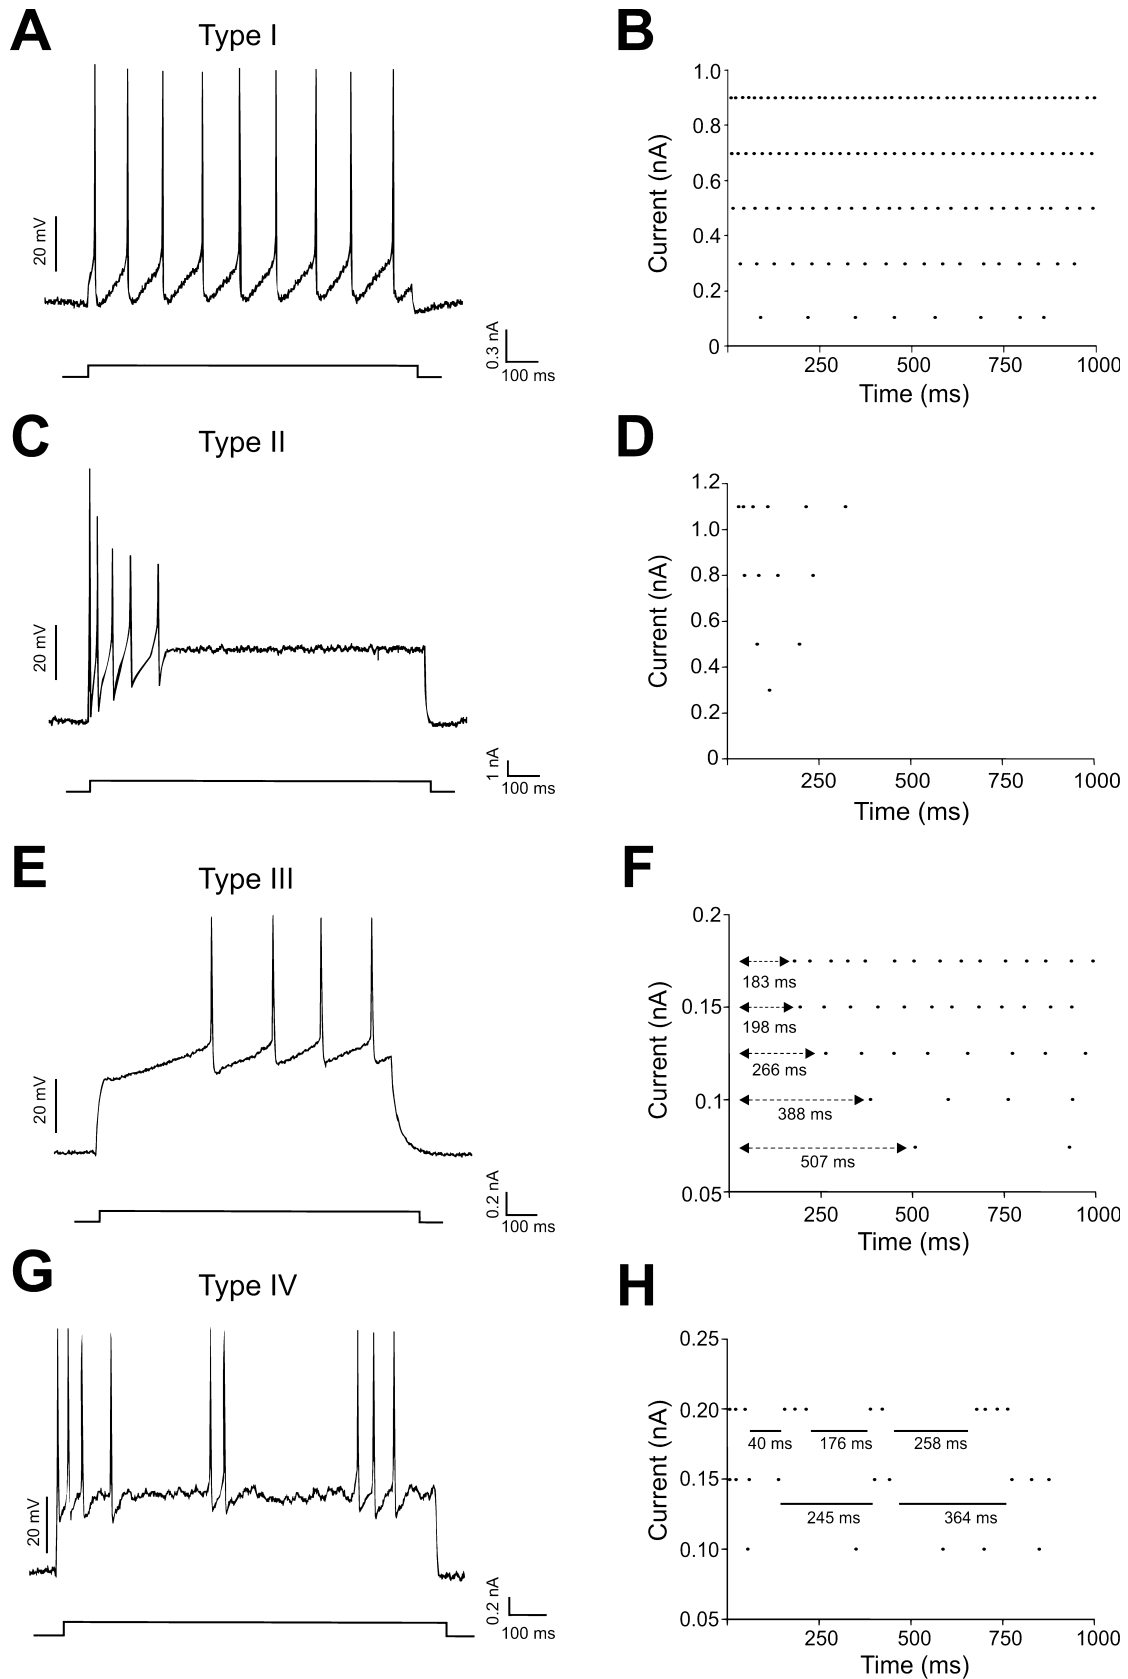 A
Type I
20 mV
0.3 nA
100 ms
B
1.0
0.8
0.6
0.4
0.2
0
Current (nA)
250
500
750
1000
Time (ms)
C
Type II
20 mV
1 nA
100 ms
D
1.2
1.0
0.8
0.6
0.4
0.2
0
Current (nA)
250
500
750
1000
Time (ms)
E
Type III
20 mV
0.2 nA
100 ms
F
0.2
0.15
0.1
0.05
Current (nA)
183 ms
198 ms
266 ms
388 ms
507 ms
250
500
750
1000
Time (ms)
G
Type IV
20 mV
0.2 nA
100 ms
H
0.25
0.20
0.15
0.10
0.05
Current (nA)
40 ms
176 ms
258 ms
245 ms
364 ms
250
500
750
1000
Time (ms)